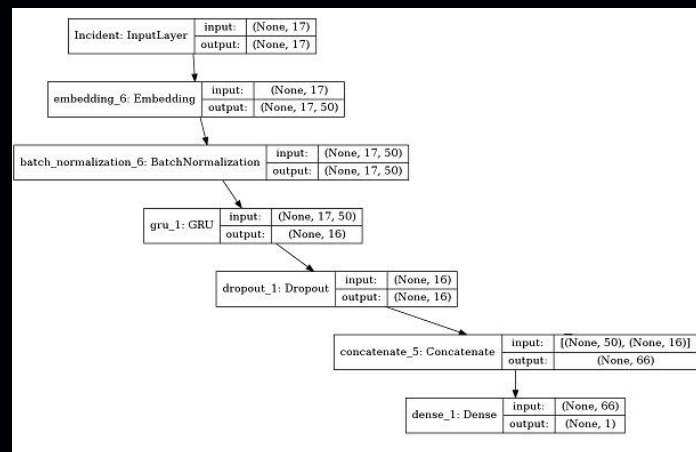 Incident: InputLayer
input: (None, 17)
output: (None, 17)
embedding_6: Embedding
input: (None, 17)
output: (None, 17, 50)
batch_normalization_6: BatchNormalization
input: (None, 17, 50)
output: (None, 17, 50)
gru_1: GRU
input: (None, 17, 50)
output: (None, 16)
dropout_1: Dropout
input: (None, 16)
output: (None, 16)
concatenate_5: Concatenate
input: [(None, 50), (None, 16)]
output: (None, 66)
dense_1: Dense
input: (None, 66)
output: (None, 1)